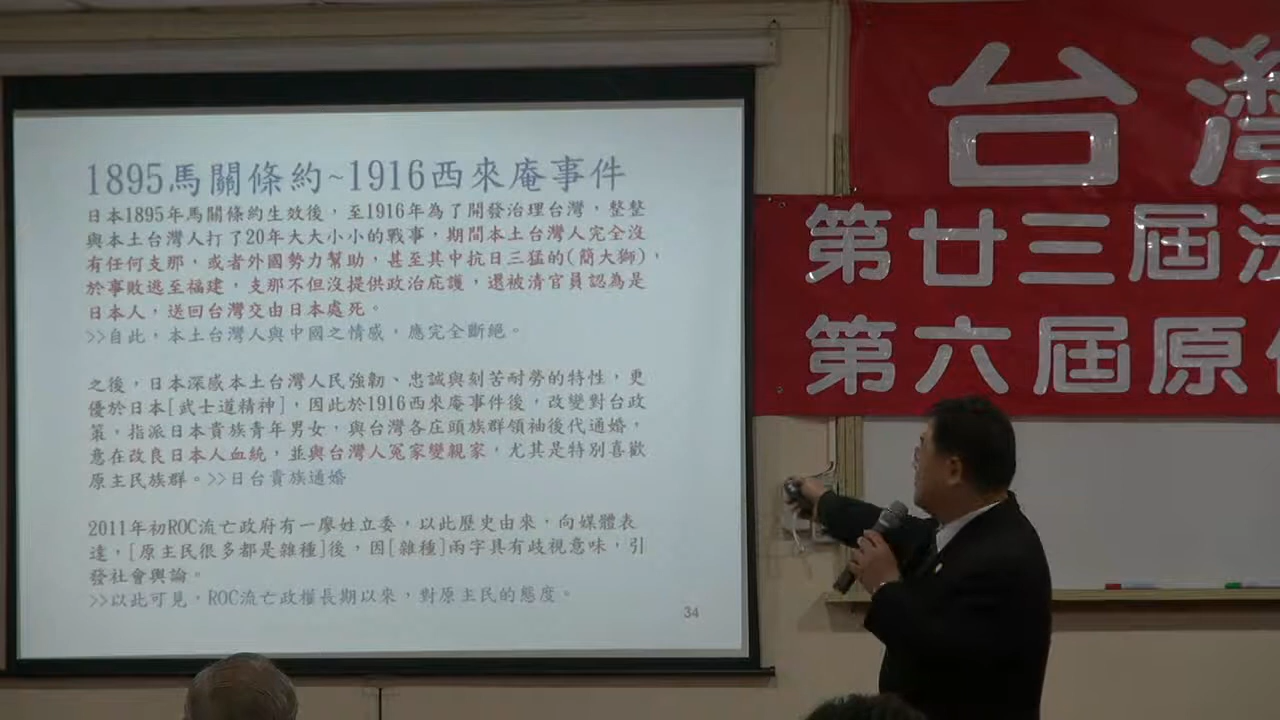 1895馬關條約~1916西來庵事件
日本1895年馬關條約生效後，至1916年為了開發治理台灣，整整
與本土台灣人打了20年大大小小的戰事，期間本土台灣人完全沒
有任何支那，或者外國勢力幫助，甚至其中抗日三猛的(簡大獅)，
於事敗逃至福建，支那不但沒提供政治庇護，還被清官員認為是
日本人，送回台灣交由日本處死。
>>自此，本土台灣人與中國之情感，應完全斷絕。
之後，日本深感本土台灣人民強韌、忠誠與刻苦耐勞的特性，更
優於日本[武士道精神]，因此於1916西來庵事件後，改變對台政
策，指派日本貴族青年男女，與台灣各庄頭族群領袖後代通婚，
意在改良日本人血統，並與台灣人冤家變親家，尤其是特別喜歡
原主民族群。>>日台貴族通婚
2011年初ROC流亡政府有一廖姓立委，以此歷史由來，向媒體表
達，[原主民很多都是雜種]後，因[雜種]兩字具有歧視意味，引
發社會輿論。
>>以此可見，ROC流亡政權長期以來，對原主民的態度。
34
台灣
第廿三屆法
第六屆原